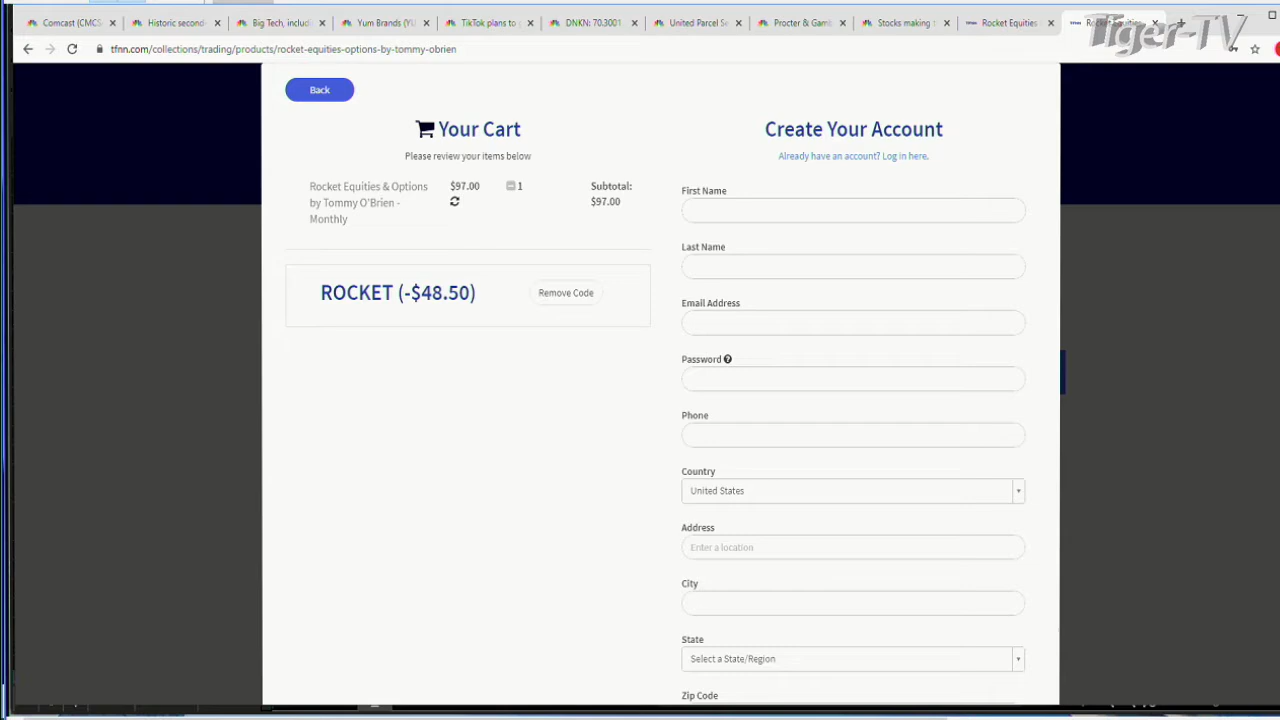 Comcast (CMCS
Historic second-
Big Tech, includi
Yum Brands (YU
TikTok plans to
DNKN: 70.3001
United Parcel Se
Procter & Gamb
Stocks making t
Rocket Equities
Rocket Equities
Tiger-TV
tfnn.com/collections/trading/products/rocket-equities-options-by-tommy-obrien
Back
Your Cart
Please review your items below
Rocket Equities & Options by Tommy O'Brien - Monthly
$97.00
1
Subtotal: $97.00
ROCKET (-$48.50)
Remove Code
Create Your Account
Already have an account? Log in here.
First Name
Last Name
Email Address
Password
Phone
Country
United States
Address
Enter a location
City
State
Select a State/Region
Zip Code